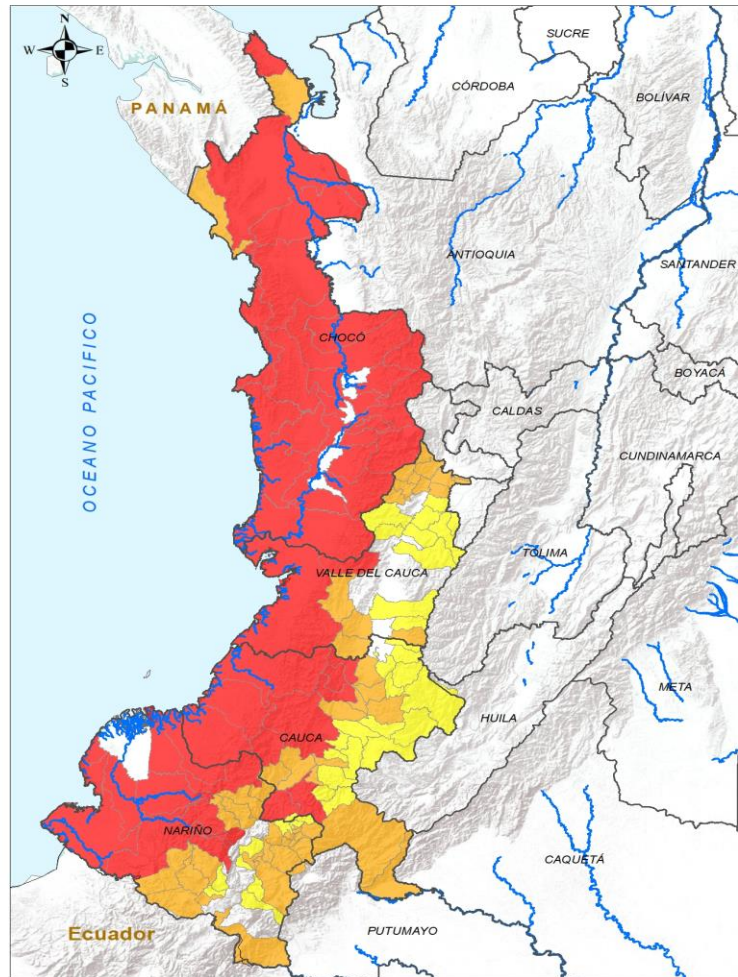 N
W E
S
SUCRE
CÓRDOBA
BOLÍVAR
PANAMÁ
ANTIOQUIA
SANTANDER
CHOCÓ
BOYACÁ
CALDAS
OCEANO PACIFICO
CUNDINAMARCA
TOLIMA
VALLE DEL CAUCA
META
HUILA
CAUCA
NARIÑO
CAQUETÁ
Ecuador
PUTUMAYO